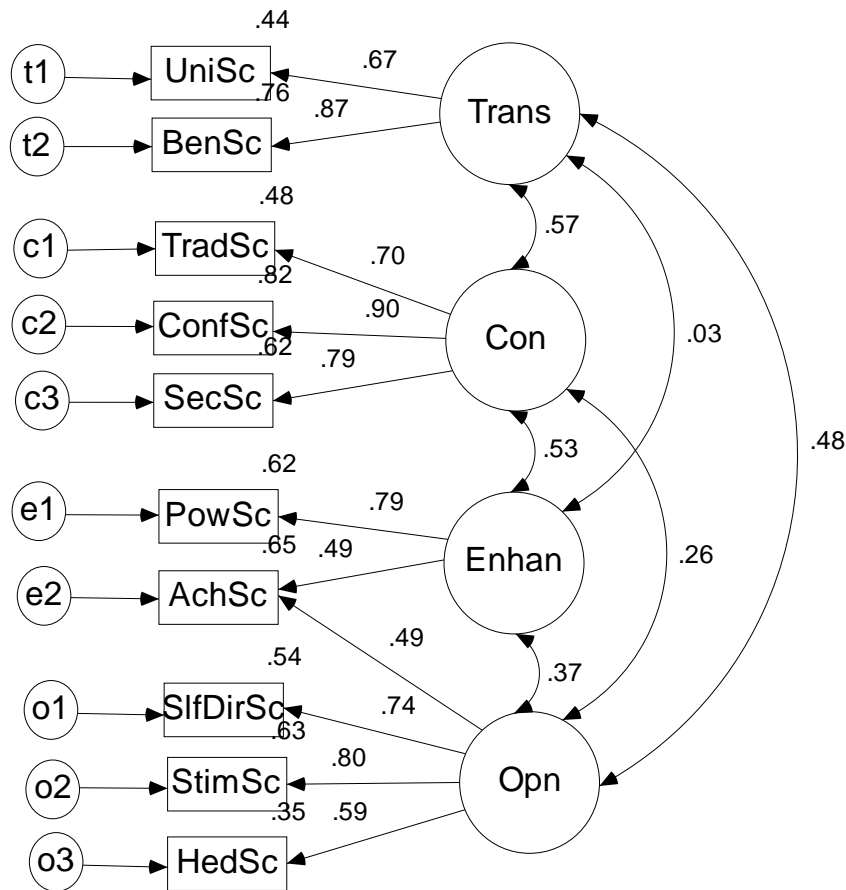 .44
t1 UniSc .67
.76
Trans
t2 BenSc .87
.48
.57
c1 TradSc .70
.82
.90
c2 ConfSc Con .03
.62
.79
c3 SecSc
.53 .48
.62
e1 PowSc .79
.65 .49 Enhan .26
e2 AchSc
.49
.54
.37
o1 SlfDirSc .74
.63
.80
o2 StimSc Opn
.35 .59
o3 HedSc